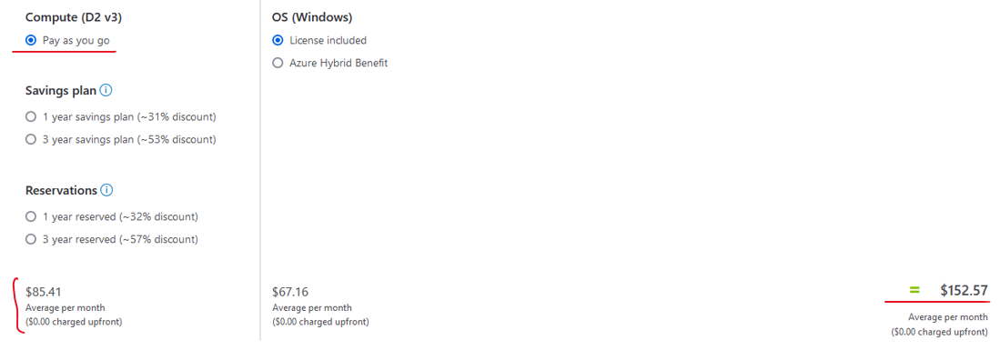 Compute (D2 v3)
Pay as you go
Savings plan
1 year savings plan (~31% discount)
3 year savings plan (~53% discount)
Reservations
1 year reserved (~32% discount)
3 year reserved (~57% discount)
$85.41
Average per month
($0.00 charged upfront)
OS (Windows)
License included
Azure Hybrid Benefit
$67.16
Average per month
($0.00 charged upfront)
= $152.57
Average per month
($0.00 charged upfront)